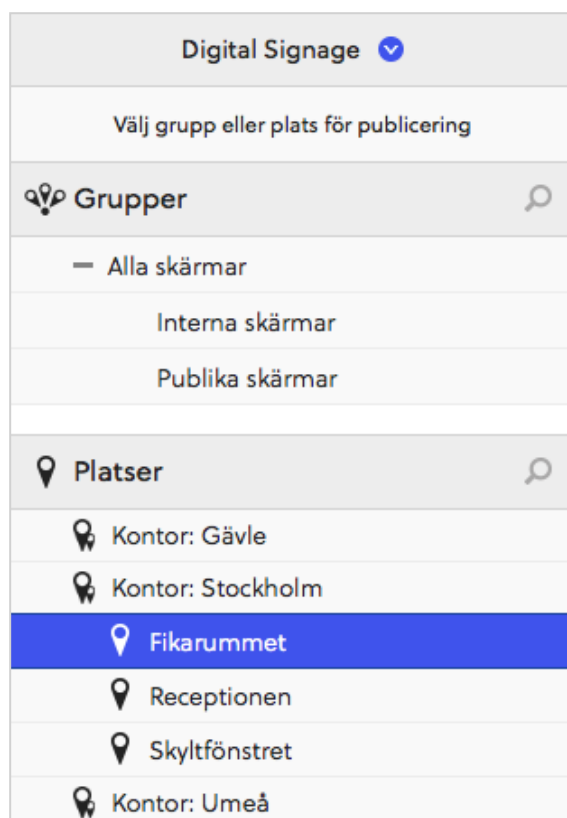 Digital Signage
Välj grupp eller plats för publicering
Grupper
Alla skärmar
Interna skärmar
Publika skärmar
Platser
Kontor: Gävle
Kontor: Stockholm
Fikarummet
Receptionen
Skyltfönstret
Kontor: Umeå